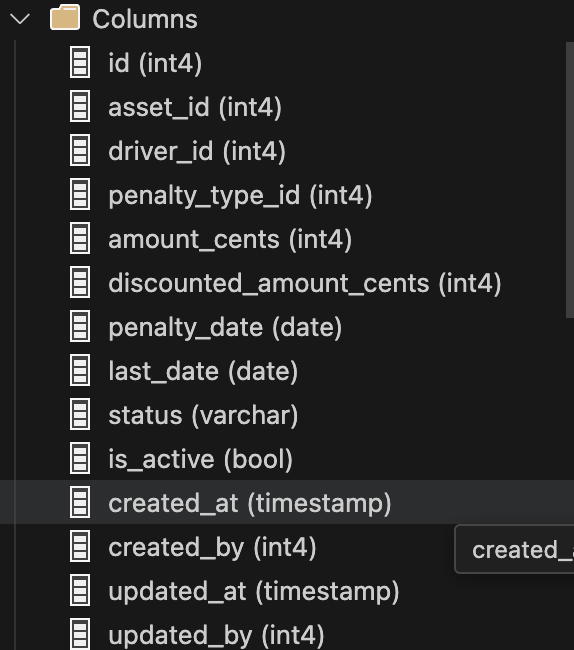 Columns
id (int4)
asset_id (int4)
driver_id (int4)
penalty_type_id (int4)
amount_cents (int4)
discounted_amount_cents (int4)
penalty_date (date)
last_date (date)
status (varchar)
is_active (bool)
created_at (timestamp)
created_by (int4)
created_
updated_at (timestamp)
updated_by (int4)